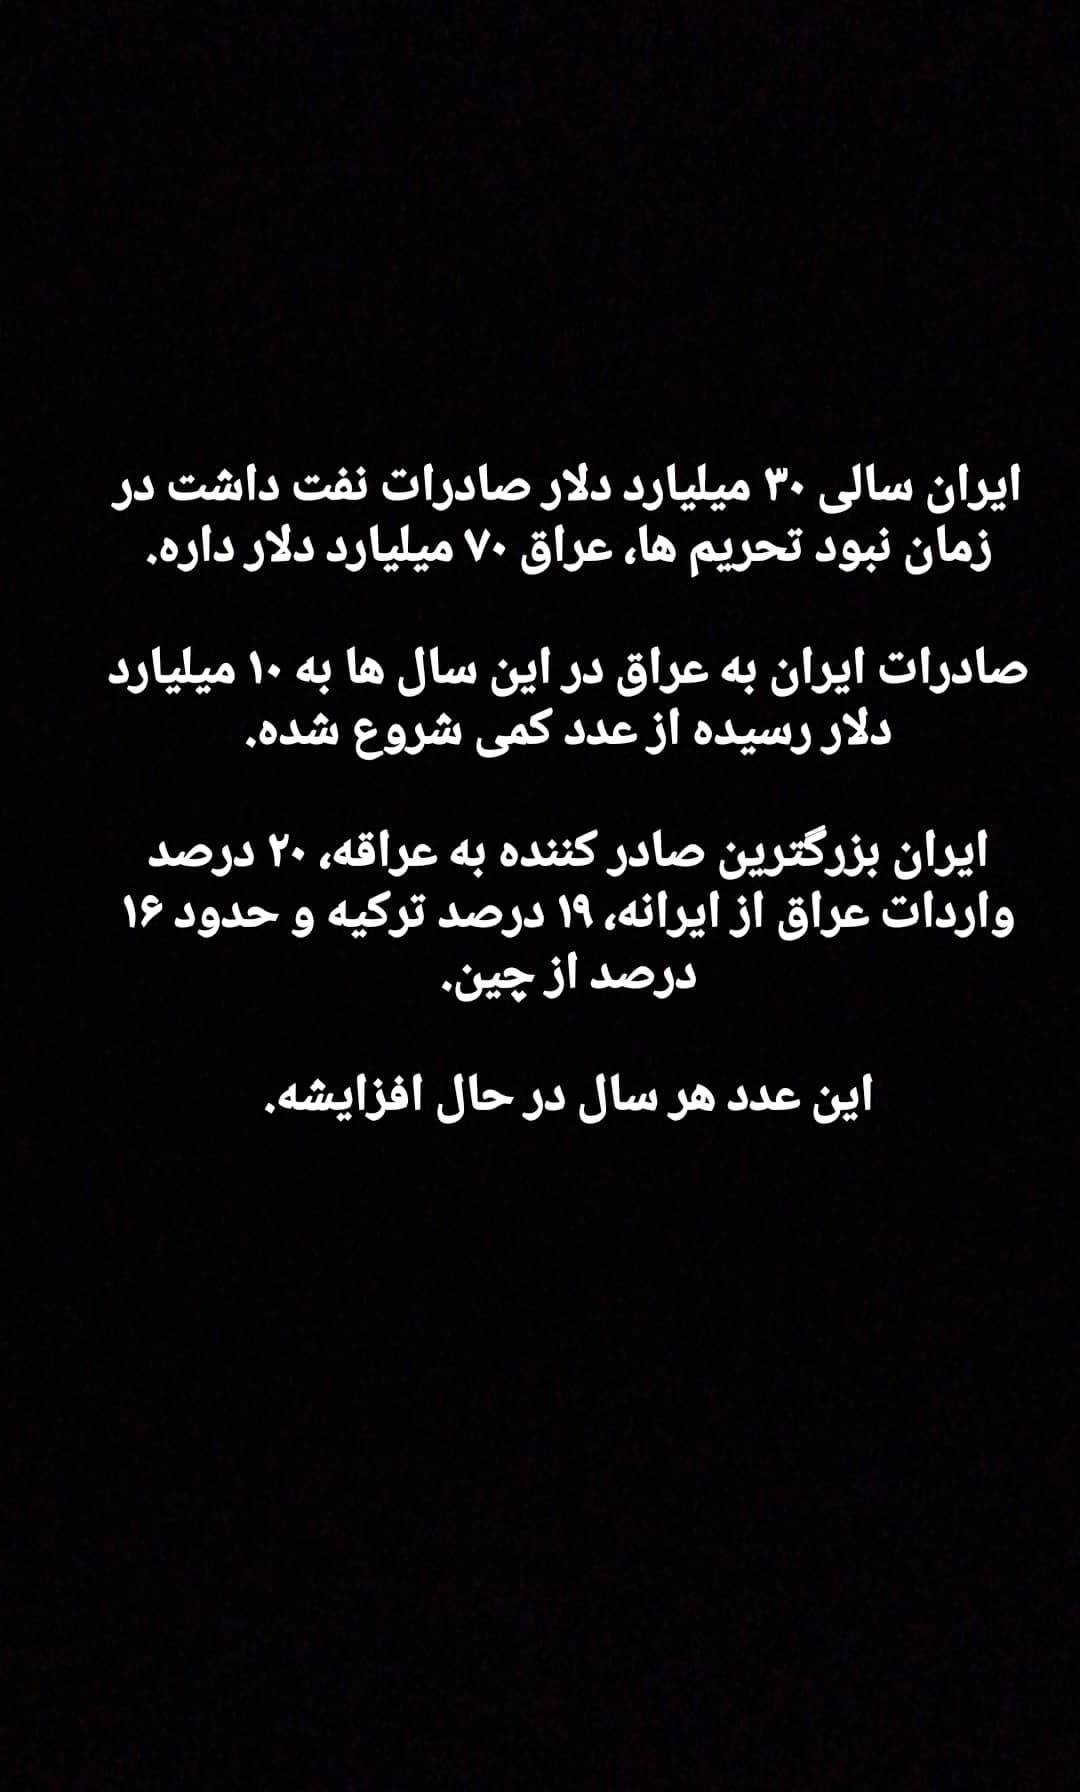 ایران سالی ۳۰ میلیارد دلار صادرات نفت داشت در
زمان نبود تحریم ها، عراق ۷۰ میلیارد دلار داره.
صادرات ایران به عراق در این سال ها به ۱۰ میلیارد
دلار رسیده از عدد کمی شروع شده.
ایران بزرگترین صادر کننده به عراقه، ۲۰ درصد
واردات عراق از ایرانه، ۱۹ درصد ترکیه و حدود ۱۶
درصد از چین.
این عدد هر سال در حال افزایشه.